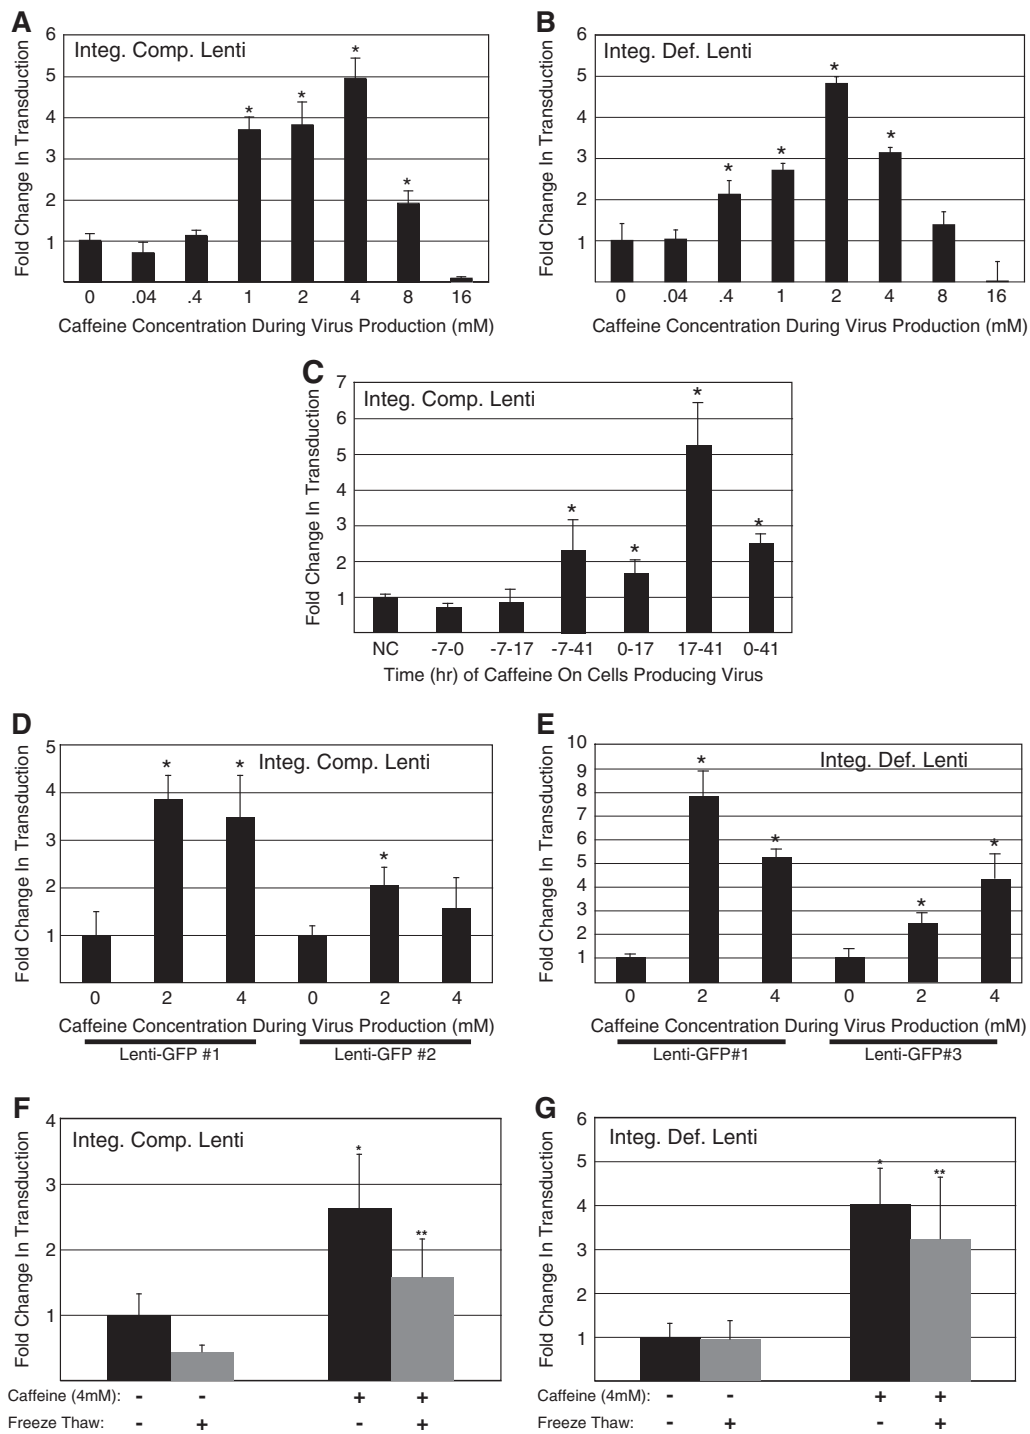 A
Integ. Comp. Lenti
Fold Change In Transduction
6
5
4
3
2
1
0 .04 .4 1 2 4 8 16
* * * *
Caffeine Concentration During Virus Production (mM)
B
Integ. Def. Lenti
Fold Change In Transduction
6
5
4
3
2
1
0 .04 .4 1 2 4 8 16
* * * *
Caffeine Concentration During Virus Production (mM)
C
Integ. Comp. Lenti
Fold Change In Transduction
7
6
5
4
3
2
1
* * * *
NC -7-0 -7-17 -7-41 0-17 17-41 0-41
Time (hr) of Caffeine On Cells Producing Virus
D
Integ. Comp. Lenti
Fold Change In Transduction
5
4
3
2
1
* * *
0 2 4 0 2 4
Caffeine Concentration During Virus Production (mM)
Lenti-GFP #1 Lenti-GFP #2
E
Integ. Def. Lenti
Fold Change In Transduction
10
9
8
7
6
5
4
3
2
1
* * * *
0 2 4 0 2 4
Caffeine Concentration During Virus Production (mM)
Lenti-GFP#1 Lenti-GFP#3
F
Integ. Comp. Lenti
Fold Change In Transduction
4
3
2
1
* **
Caffeine (4mM): - - + +
Freeze Thaw: - + - +
G
Integ. Def. Lenti
Fold Change In Transduction
6
5
4
3
2
1
* **
Caffeine (4mM): - - + +
Freeze Thaw: - + - +